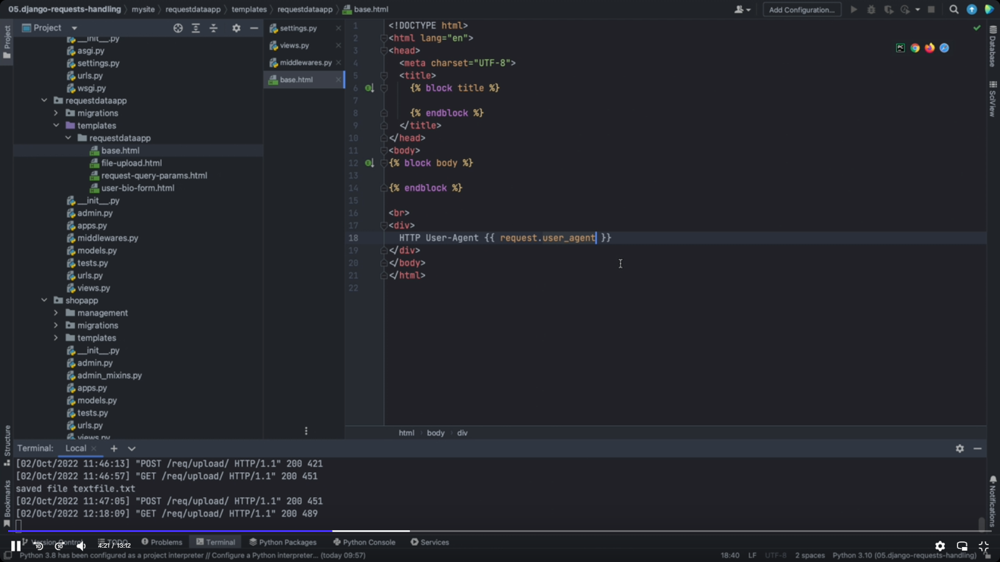 05.django-requests-handling mysite requestdataapp templates requestdataapp base.html
Add Configuration...
Project
Project
__init__.py
asgi.py
settings.py
urls.py
wsgi.py
requestdataapp
migrations
templates
requestdataapp
base.html
file-upload.html
request-query-params.html
user-bio-form.html
__init__.py
admin.py
apps.py
middlewares.py
models.py
tests.py
urls.py
views.py
shopapp
management
migrations
templates
__init__.py
admin.py
admin_mixins.py
apps.py
models.py
tests.py
urls.py
views.py
settings.py
views.py
middlewares.py
base.html
1 <!DOCTYPE html>
2 <html lang="en">
3 <head>
4 <meta charset="UTF-8">
5 <title>
6 {% block title %}
7
8 {% endblock %}
9 </title>
10 </head>
11 <body>
12 {% block body %}
13
14 {% endblock %}
15
16 <br>
17 <div>
18 HTTP User-Agent {{ request.user_agent }}
19 </div>
20 </body>
21 </html>
22
PC
Database
SciView
Notifications
html body div
Structure
Bookmarks
Terminal: Local
[02/Oct/2022 11:46:13] "POST /req/upload/ HTTP/1.1" 200 421
[02/Oct/2022 11:46:57] "GET /req/upload/ HTTP/1.1" 200 451
saved file textfile.txt
[02/Oct/2022 11:47:05] "POST /req/upload/ HTTP/1.1" 200 451
[02/Oct/2022 12:18:09] "GET /req/upload/ HTTP/1.1" 200 489
Version Control TODO Problems Terminal Python Packages Python Console Services
10 10 4:21 / 13:12
Python 3.8 has been configured as a project interpreter // Configure a Python interpreter... (today 09:57)
18:40 LF UTF-8 2 spaces Python 3.10 (05.django-requests-handling)